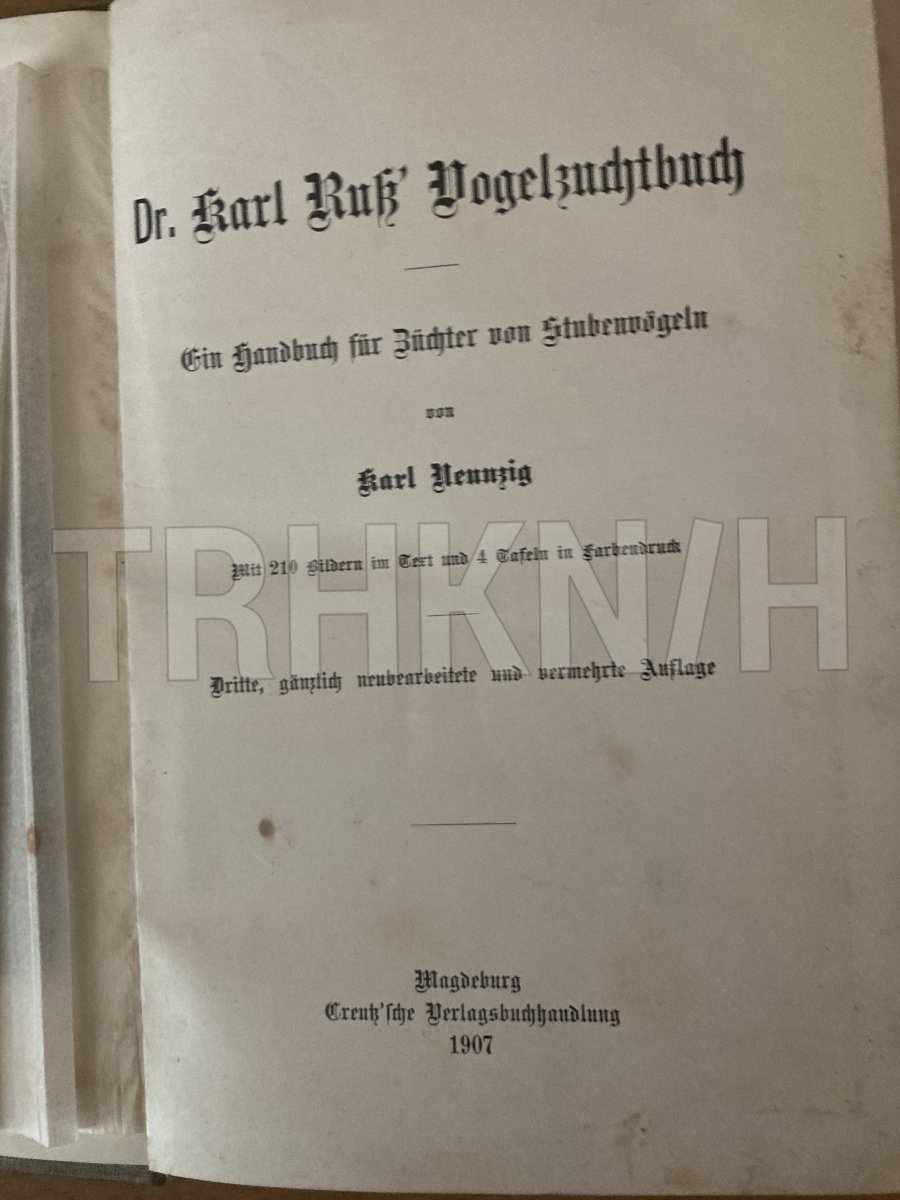 Dr. Karl Ruß' Vogelzuchtbuch
Ein Handbuch für Züchter von Stubenvögeln
von
Karl Neunzig
Mit 210 Bildern im Text und 4 Tafeln in Farbendruck
TRHKN/H
Dritte, gänzlich neubearbeitete und vermehrte Auflage
Magdeburg
Creutz'sche Verlagsbuchhandlung
1907